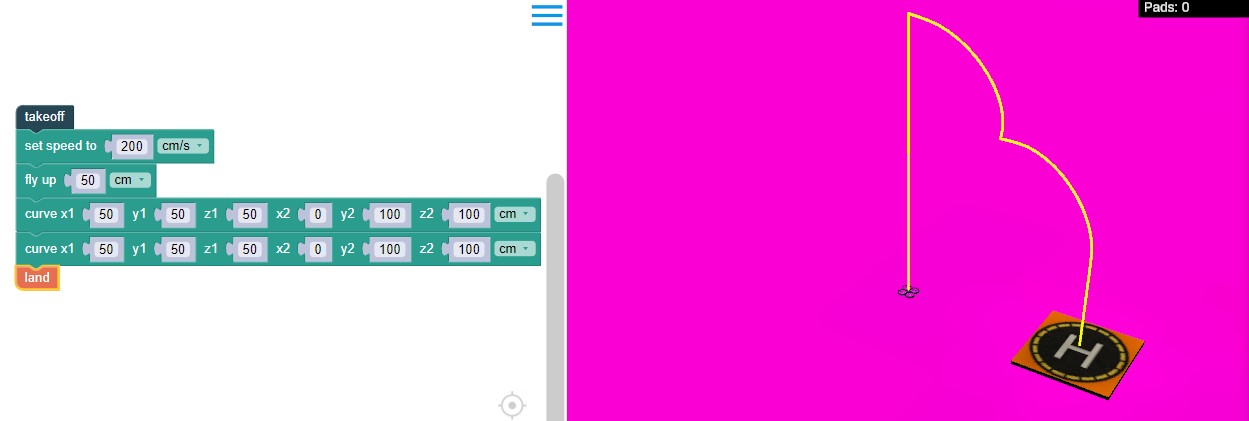 Pads: 0
takeoff
set speed to 200 cm/s
fly up 50 cm
curve x1 50 y1 50 z1 50 x2 0 y2 100 z2 100 cm
curve x1 50 y1 50 z1 50 x2 0 y2 100 z2 100 cm
land
H